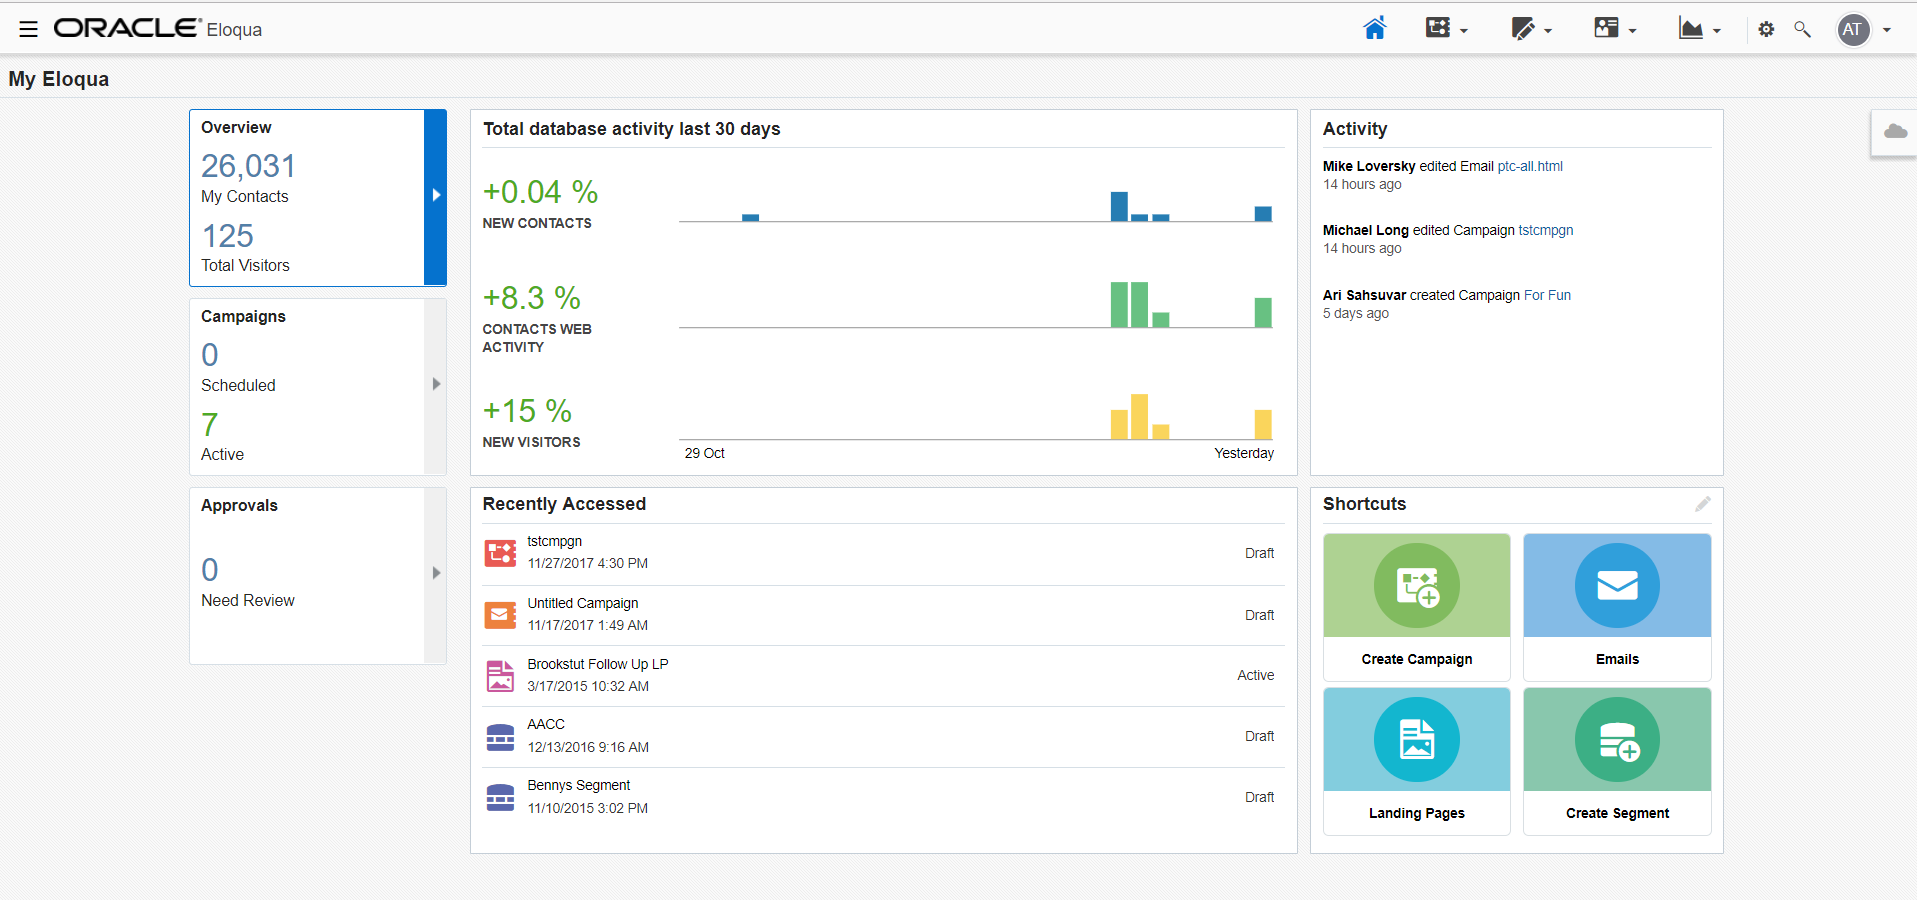 ORACLE® Eloqua
AT
My Eloqua
Overview
26,031
My Contacts
125
Total Visitors
Campaigns
0
Scheduled
7
Active
Approvals
0
Need Review
Total database activity last 30 days
+0.04 %
NEW CONTACTS
+8.3 %
CONTACTS WEB
ACTIVITY
+15 %
NEW VISITORS
29 Oct
Yesterday
Activity
Mike Loversky edited Email ptc-all.html
14 hours ago
Michael Long edited Campaign tstcmpgn
14 hours ago
Ari Sahsuvar created Campaign For Fun
5 days ago
Recently Accessed
tstcmpgn
11/27/2017 4:30 PM
Draft
Untitled Campaign
11/17/2017 1:49 AM
Draft
Brookstut Follow Up LP
3/17/2015 10:32 AM
Active
AACC
12/13/2016 9:16 AM
Draft
Bennys Segment
11/10/2015 3:02 PM
Draft
Shortcuts
Create Campaign
Emails
Landing Pages
Create Segment